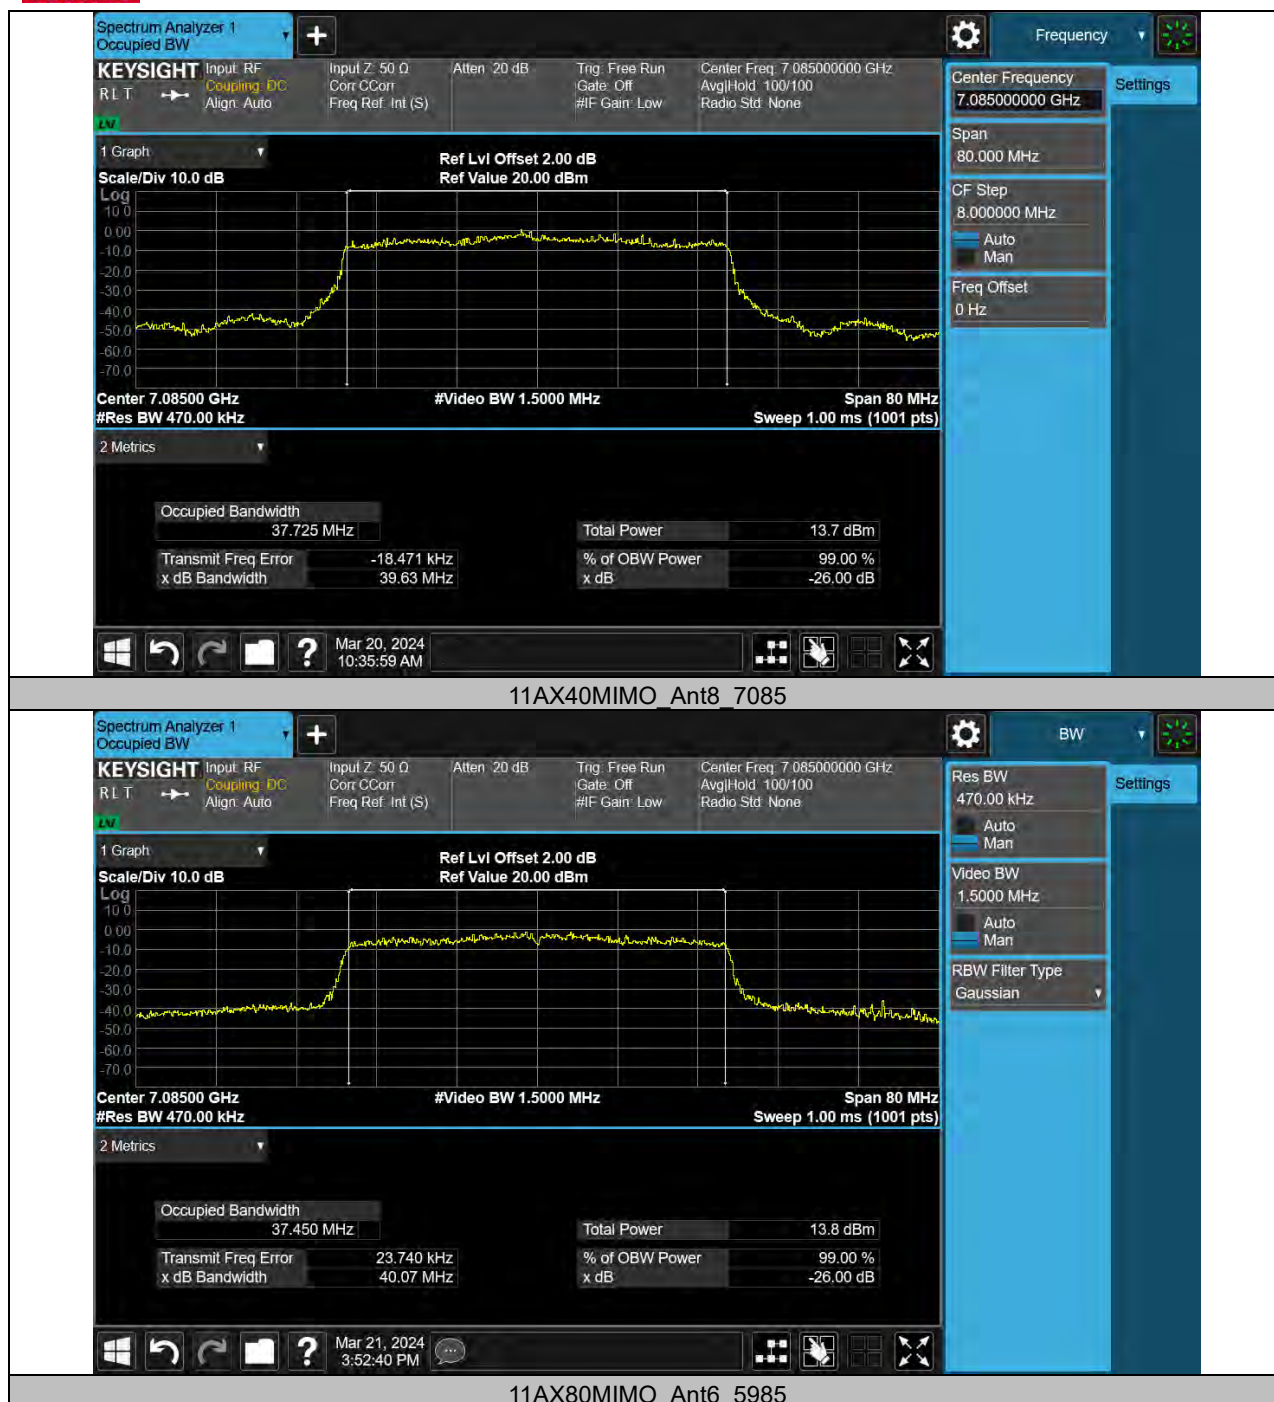 Spectrum Analyzer 1
Occupied BW
Frequency
KEYSIGHT
R L T
Input: RF
Coupling: DC
Align: Auto
Input Z: 50 Ω
Corr CCorr
Freq Ref: Int (S)
Atten: 20 dB
Trig: Free Run
Gate: Off
#IF Gain: Low
Center Freq: 7.085000000 GHz
Avg|Hold: 100/100
Radio Std: None
LNI
Center Frequency
7.085000000 GHz
Settings
Span
80.000 MHz
CF Step
8.000000 MHz
Auto
Man
Freq Offset
0 Hz
1 Graph
Scale/Div 10.0 dB
Ref Lvl Offset 2.00 dB
Ref Value 20.00 dBm
Log
10.0
0.00
-10.0
-20.0
-30.0
-40.0
-50.0
-60.0
-70.0
Center 7.08500 GHz
#Res BW 470.00 kHz
#Video BW 1.5000 MHz
Span 80 MHz
Sweep 1.00 ms (1001 pts)
2 Metrics
Occupied Bandwidth
37.725 MHz
Total Power 13.7 dBm
Transmit Freq Error -18.471 kHz
% of OBW Power 99.00 %
x dB Bandwidth 39.63 MHz
x dB -26.00 dB
?
Mar 20, 2024
10:35:59 AM
11AX40MIMO_Ant8_7085
Spectrum Analyzer 1
Occupied BW
BW
KEYSIGHT
R L T
Input: RF
Coupling: DC
Align: Auto
Input Z: 50 Ω
Corr CCorr
Freq Ref: Int (S)
Atten: 20 dB
Trig: Free Run
Gate: Off
#IF Gain: Low
Center Freq: 7.085000000 GHz
Avg|Hold: 100/100
Radio Std: None
LNI
Res BW
470.00 kHz
Auto
Man
Settings
Video BW
1.5000 MHz
Auto
Man
RBW Filter Type
Gaussian
1 Graph
Scale/Div 10.0 dB
Ref Lvl Offset 2.00 dB
Ref Value 20.00 dBm
Log
10.0
0.00
-10.0
-20.0
-30.0
-40.0
-50.0
-60.0
-70.0
Center 7.08500 GHz
#Res BW 470.00 kHz
#Video BW 1.5000 MHz
Span 80 MHz
Sweep 1.00 ms (1001 pts)
2 Metrics
Occupied Bandwidth
37.450 MHz
Total Power 13.8 dBm
Transmit Freq Error 23.740 kHz
% of OBW Power 99.00 %
x dB Bandwidth 40.07 MHz
x dB -26.00 dB
?
Mar 21, 2024
3:52:40 PM
11AX80MIMO_Ant6_5985